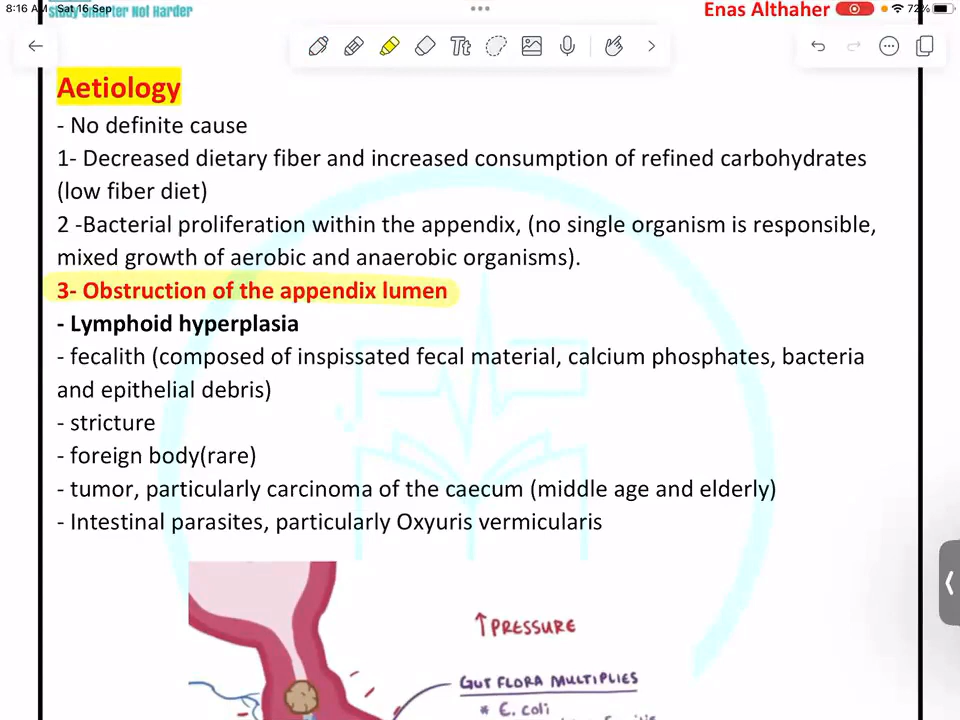 Study Smarter Not Harder
Enas Althaher
8:16 AM Sat 16 Sep
72%
Tt
Aetiology
- No definite cause
1- Decreased dietary fiber and increased consumption of refined carbohydrates
(low fiber diet)
2 -Bacterial proliferation within the appendix, (no single organism is responsible,
mixed growth of aerobic and anaerobic organisms).
3- Obstruction of the appendix lumen
- Lymphoid hyperplasia
- fecalith (composed of inspissated fecal material, calcium phosphates, bacteria
and epithelial debris)
- stricture
- foreign body(rare)
- tumor, particularly carcinoma of the caecum (middle age and elderly)
- Intestinal parasites, particularly Oxyuris vermicularis
↑PRESSURE
GUT FLORA MULTIPLIES
* E. coli